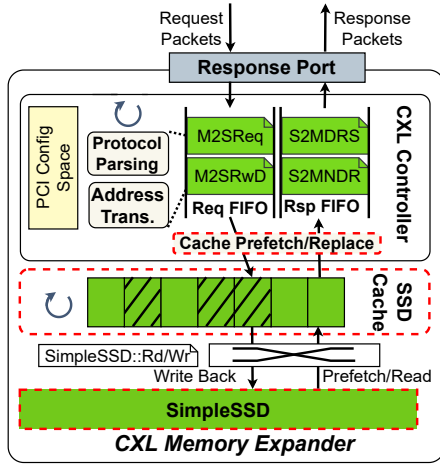 Request
Packets
Response
Packets
Response Port
PCI Config
Space
Protocol
Parsing
Address
Trans.
M2SReq
M2SRwD
Req FIFO
S2MDRS
S2MNDR
Rsp FIFO
CXL Controller
Cache Prefetch/Replace
SSD
Cache
SimpleSSD::Rd/Wr
Write Back
Prefetch/Read
SimpleSSD
CXL Memory Expander